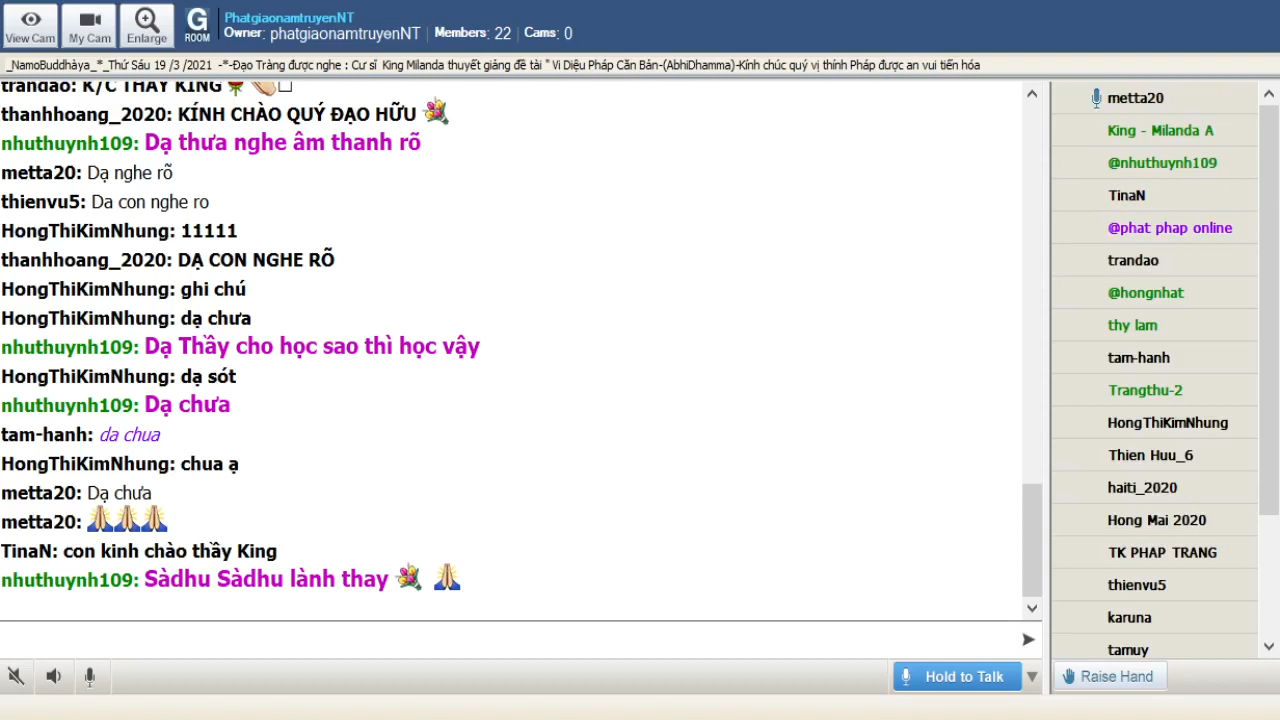 View Cam
My Cam
Enlarge
G
ROOM
PhatgiaonamtruyenNT
Owner: phatgiaonamtruyenNT | Members: 22 | Cams: 0
_NamoBuddhàya_*_Thứ Sáu 19 /3 /2021 -*-Đạo Tràng được nghe : Cư sĩ King Milanda thuyết giảng đề tài " Vi Diệu Pháp Căn Bản-(AbhiDhamma)-Kính chúc quý vị thính Pháp được an vui tiến hóa
trandao: K/C THAY KING
thanhhoang_2020: KÍNH CHÀO QUÝ ĐẠO HỮU
nhuthuynh109: Dạ thưa nghe âm thanh rõ
metta20: Dạ nghe rõ
thienvu5: Da con nghe ro
HongThiKimNhung: 11111
thanhhoang_2020: DẠ CON NGHE RÕ
HongThiKimNhung: ghi chú
HongThiKimNhung: dạ chưa
nhuthuynh109: Dạ Thầy cho học sao thì học vậy
HongThiKimNhung: dạ sót
nhuthuynh109: Dạ chưa
tam-hanh: da chua
HongThiKimNhung: chua ạ
metta20: Dạ chưa
metta20: 🙏🙏🙏
TinaN: con kinh chào thầy King
nhuthuynh109: Sàdhu Sàdhu lành thay 💐 🙏
metta20
King - Milanda A
@nhuthuynh109
TinaN
@phat phap online
trandao
@hongnhat
thy lam
tam-hanh
Trangthu-2
HongThiKimNhung
Thien Huu_6
haiti_2020
Hong Mai 2020
TK PHAP TRANG
thienvu5
karuna
tamuy
Hold to Talk
Raise Hand